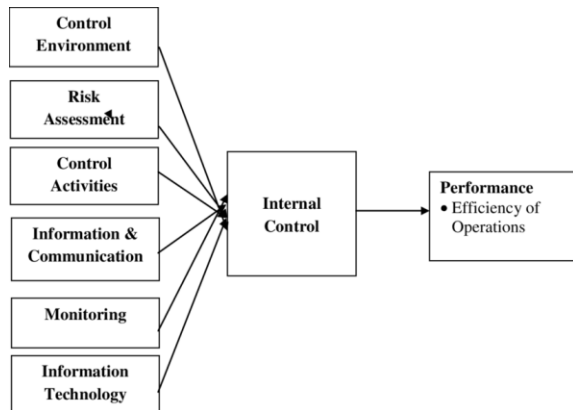 Control
Environment
Risk
Assessment
Control
Activities
Information &
Communication
Monitoring
Information
Technology
Internal
Control
Performance
• Efficiency of
Operations